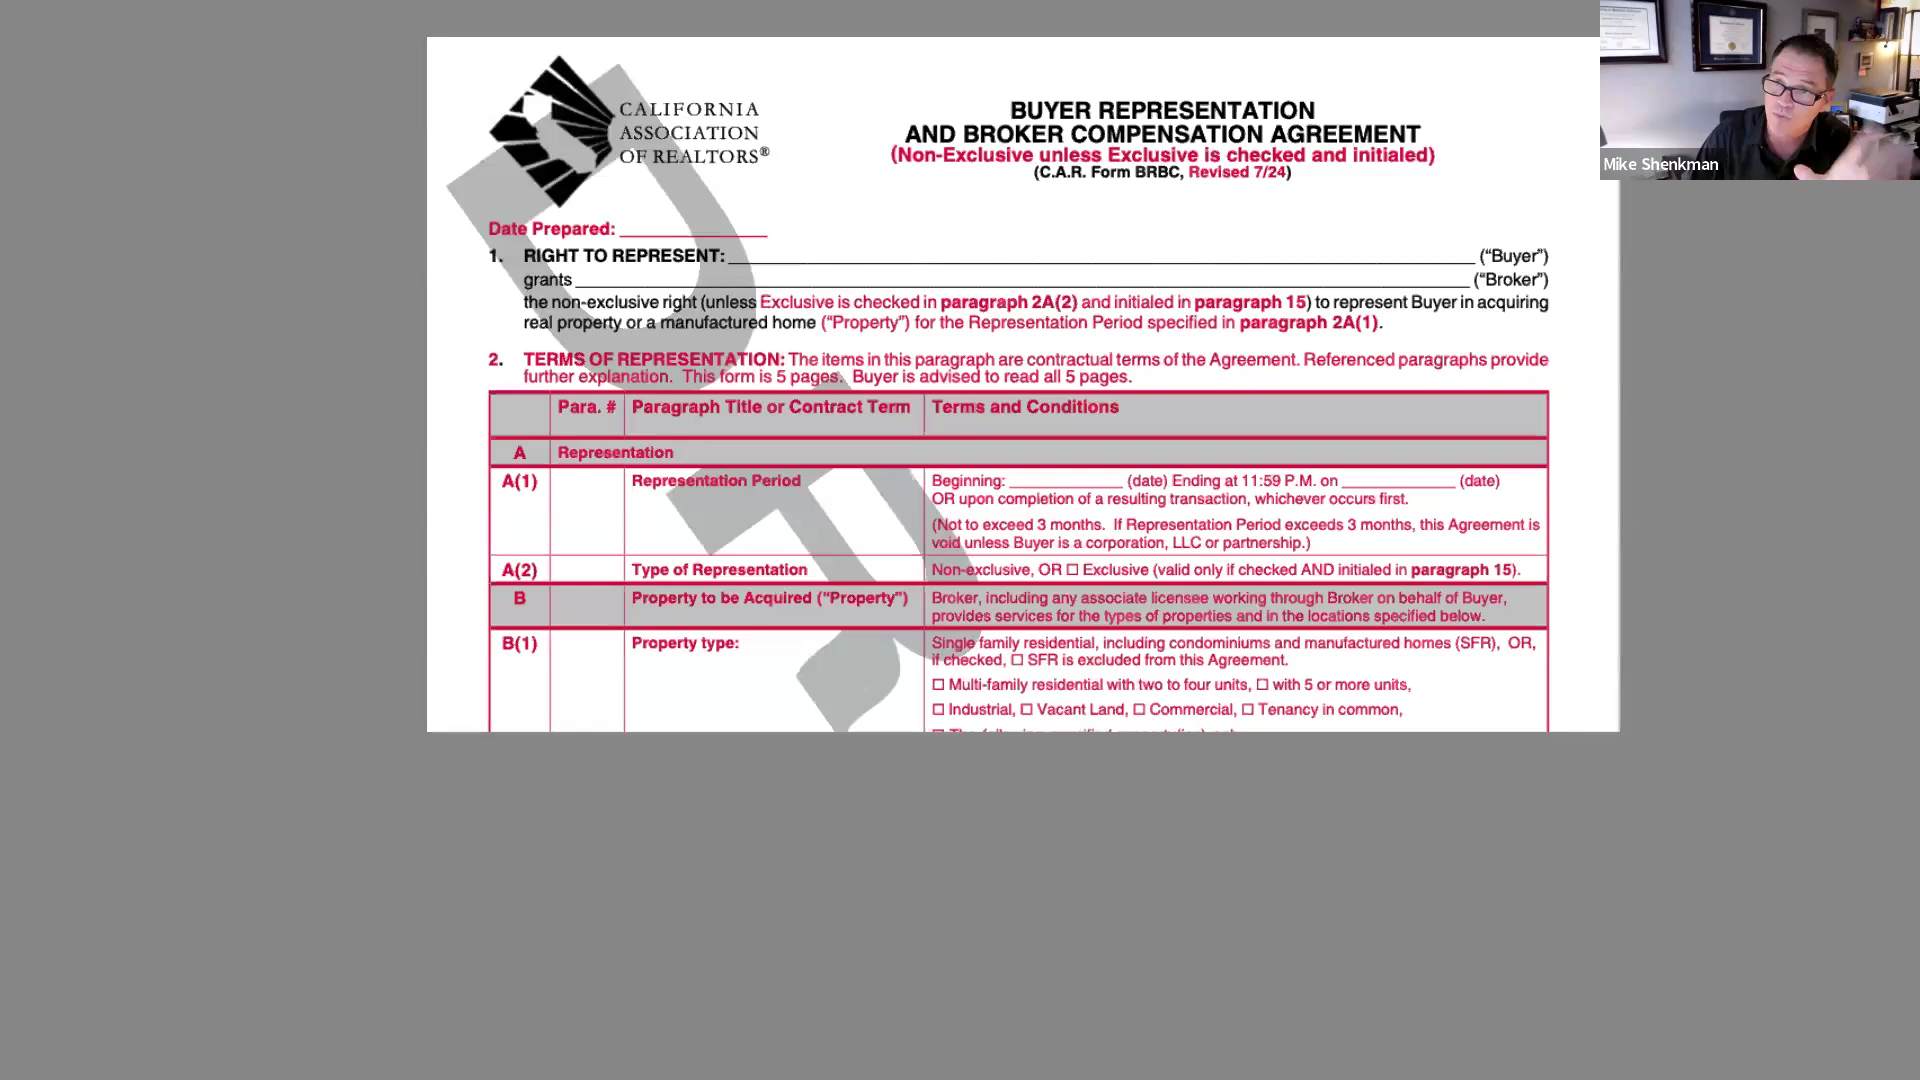 CALIFORNIA
ASSOCIATION
OF REALTORS®
BUYER REPRESENTATION
AND BROKER COMPENSATION AGREEMENT
(Non-Exclusive unless Exclusive is checked and initialed)
(C.A.R. Form BRBC, Revised 7/24)
Mike Shenkman
Date Prepared: ________________
1. RIGHT TO REPRESENT: ________________ (“Buyer”)
grants ________________ (“Broker”)
the non-exclusive right (unless Exclusive is checked in paragraph 2A(2) and initialed in paragraph 15) to represent Buyer in acquiring
real property or a manufactured home (“Property”) for the Representation Period specified in paragraph 2A(1).
2. TERMS OF REPRESENTATION: The items in this paragraph are contractual terms of the Agreement. Referenced paragraphs provide
further explanation. This form is 5 pages. Buyer is advised to read all 5 pages.
Para. # Paragraph Title or Contract Term Terms and Conditions
A Representation
A(1) Representation Period Beginning: ____________ (date) Ending at 11:59 P.M. on ____________ (date)
OR upon completion of a resulting transaction, whichever occurs first.
(Not to exceed 3 months. If Representation Period exceeds 3 months, this Agreement is
void unless Buyer is a corporation, LLC or partnership.)
A(2) Type of Representation Non-exclusive, OR ☐ Exclusive (valid only if checked AND initialed in paragraph 15).
B Property to be Acquired (“Property”) Broker, including any associate licensee working through Broker on behalf of Buyer,
provides services for the types of properties and in the locations specified below.
B(1) Property type: Single family residential, including condominiums and manufactured homes (SFR), OR,
if checked, ☐ SFR is excluded from this Agreement.
☐ Multi-family residential with two to four units, ☐ with 5 or more units,
☐ Industrial, ☐ Vacant Land, ☐ Commercial, ☐ Tenancy in common,